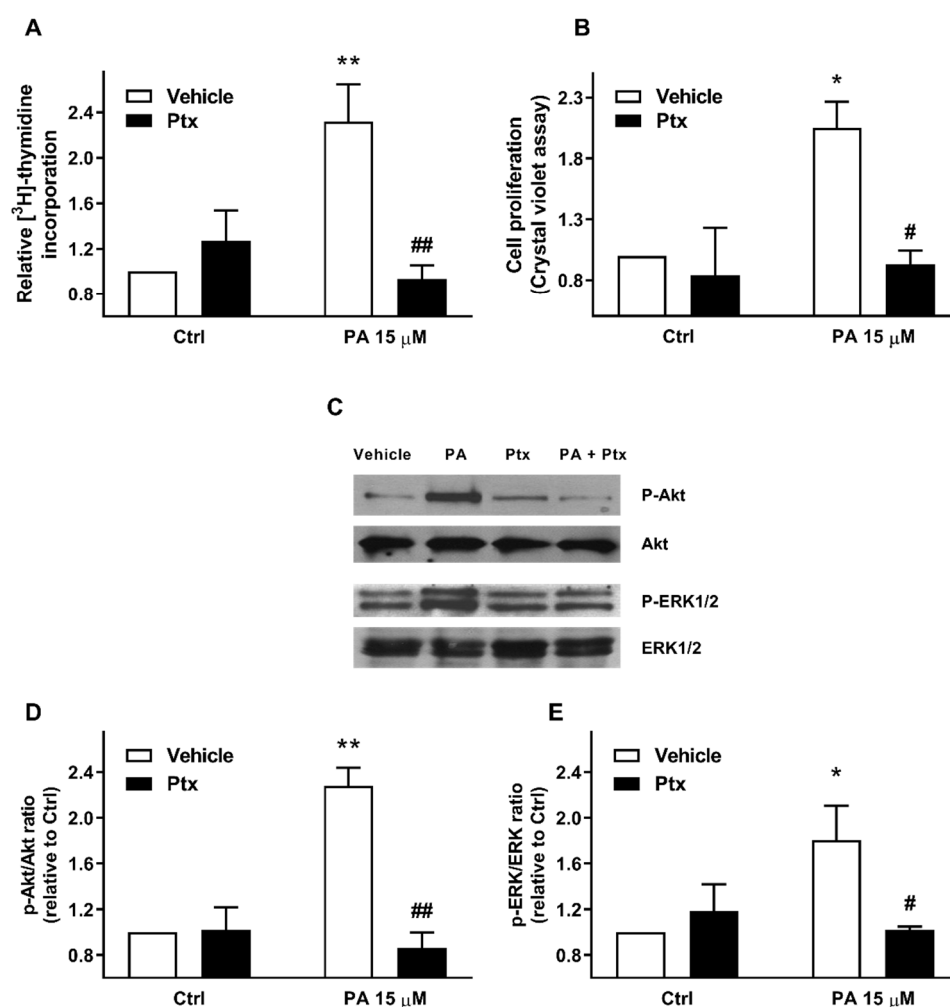 A
Relative [³H]-thymidine
incorporation
2.4
2.0
1.6
1.2
0.8
Vehicle
Ptx
**
##
Ctrl
PA 15 μM
B
Cell proliferation
(Crystal violet assay)
2.3
1.8
1.3
0.8
Vehicle
Ptx
*
#
Ctrl
PA 15 μM
C
Vehicle PA Ptx PA + Ptx
P-Akt
Akt
P-ERK1/2
ERK1/2
D
p-Akt/Akt ratio
(relative to Ctrl)
2.4
2.0
1.6
1.2
0.8
Vehicle
Ptx
**
##
Ctrl
PA 15 μM
E
p-ERK/ERK ratio
(relative to Ctrl)
2.4
2.0
1.6
1.2
0.8
Vehicle
Ptx
*
#
Ctrl
PA 15 μM